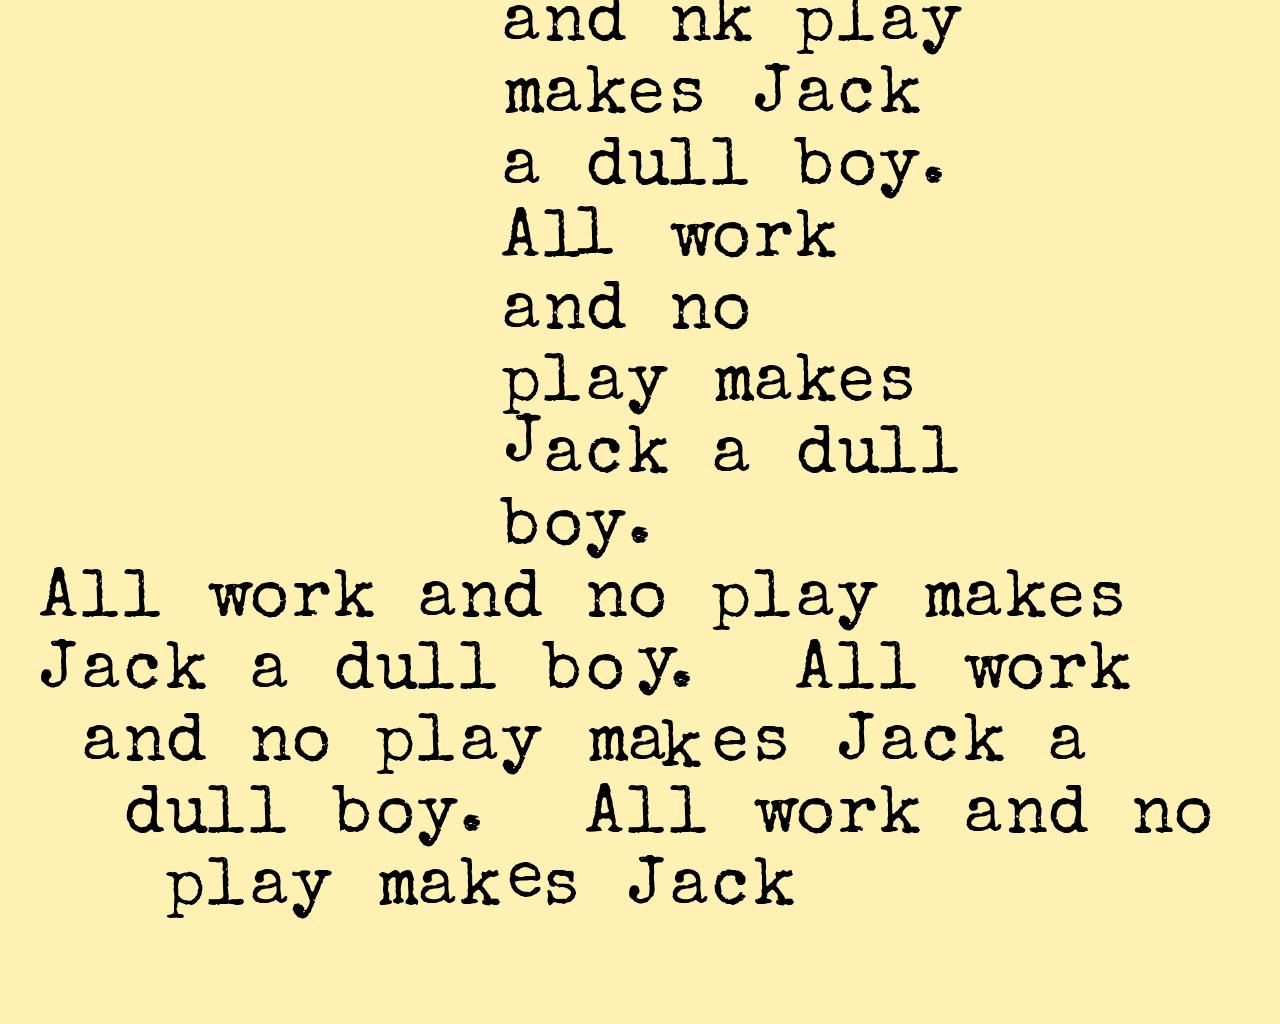 and nk play
makes Jack
a dull boy.
All work
and no
play makes
Jack a dull
boy.
All work and no play makes
Jack a dull boy. All work
and no play makes Jack a
dull boy. All work and no
play makes Jack